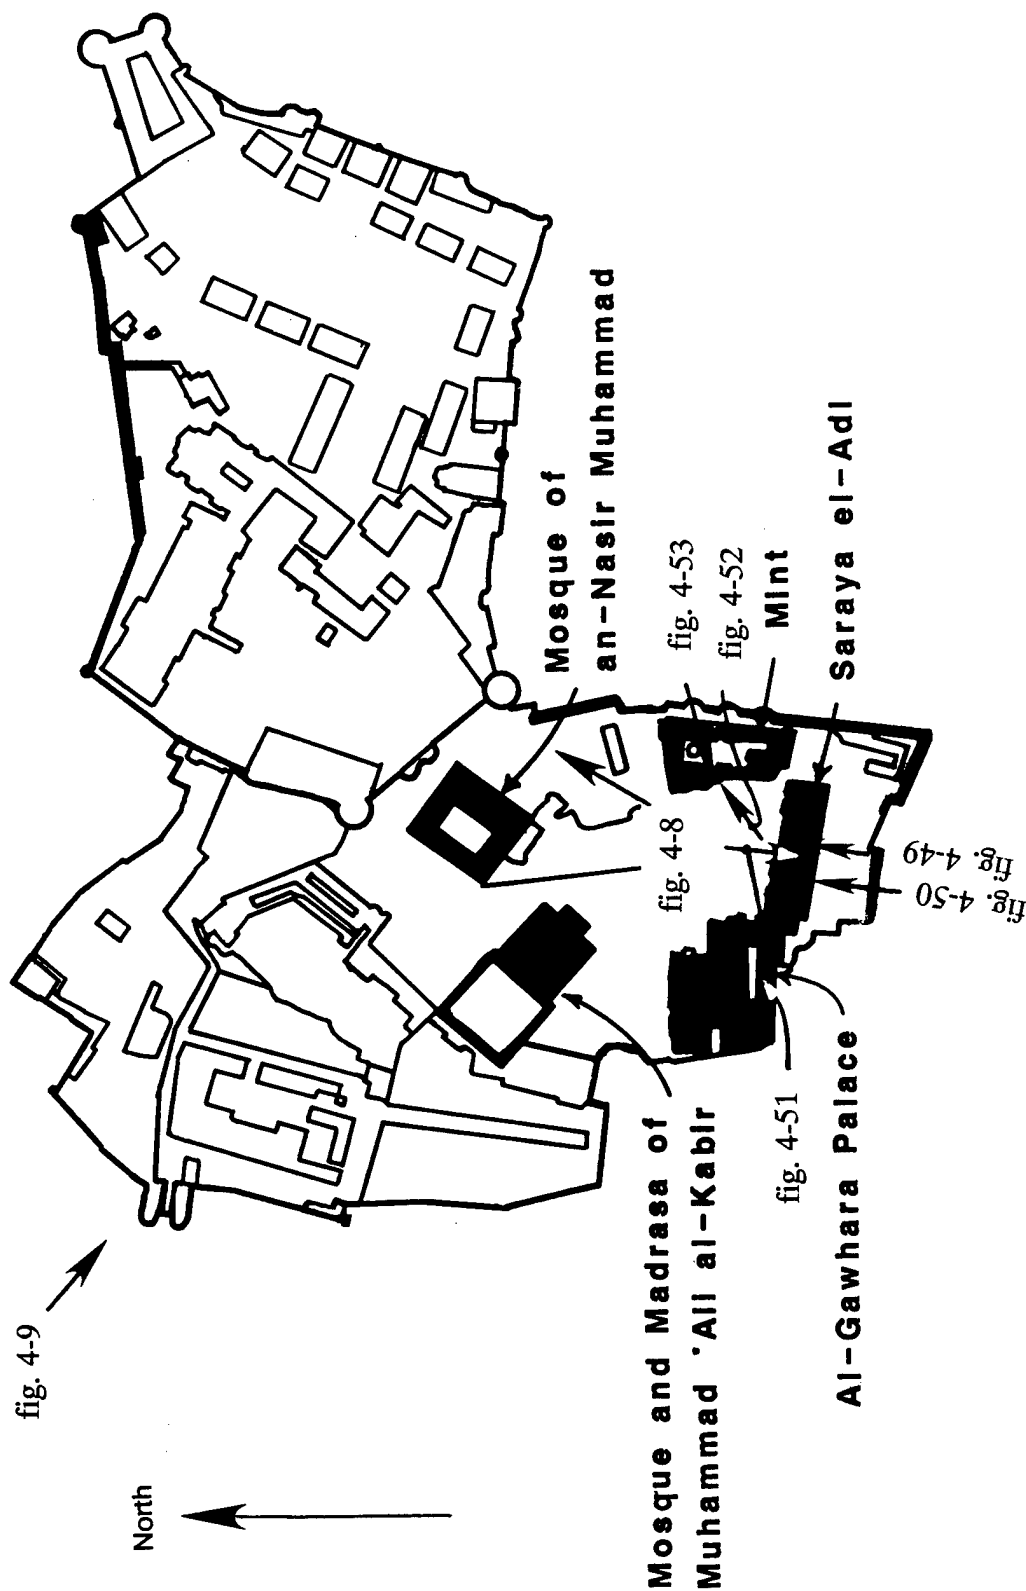 fig. 4-9
North
Mosque of
an-Nasir Muhammad
fig. 4-53
fig. 4-52
Mint
Saraya el-Adl
fig. 4-8
fig. 4-49
fig. 4-50
Mosque and Madrasa of
Muhammad 'Ali al-Kabir
fig. 4-51
Al-Gawhara Palace